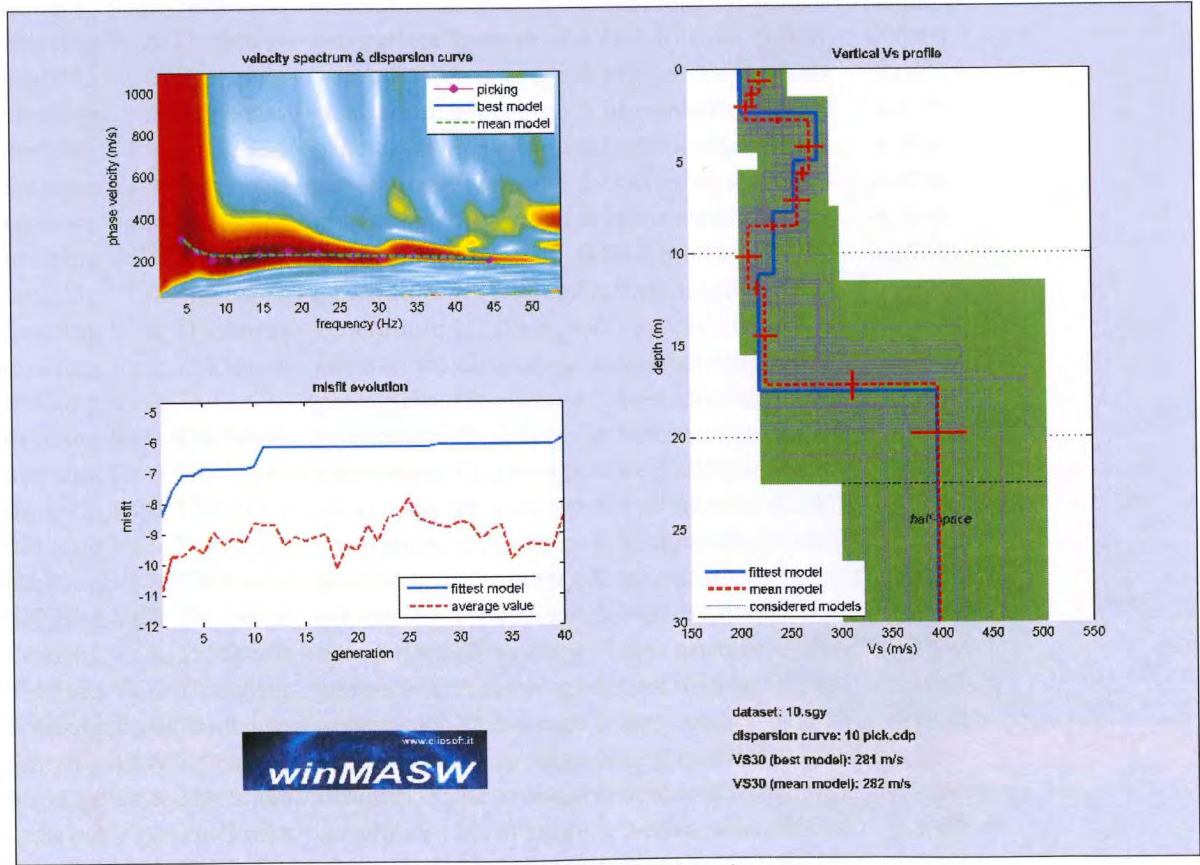 velocity spectrum & dispersion curve
1000
800
600
400
200
phase velocity (m/s)
picking
best model
mean model
5 10 15 20 25 30 35 40 45 50
frequency (Hz)
misfit evolution
-5
-6
-7
-8
-9
-10
-11
-12
misfit
fittest model
average value
5 10 15 20 25 30 35 40
generation
Vertical Vs profile
0
5
10
15
20
25
30
depth (m)
half-space
fittest model
mean model
considered models
150 200 250 300 350 400 450 500 550
Vs (m/s)
www.eliosoft.it
winMASW
dataset: 10.sgy
dispersion curve: 10 pick.cdp
VS30 (best model): 281 m/s
VS30 (mean model): 282 m/s